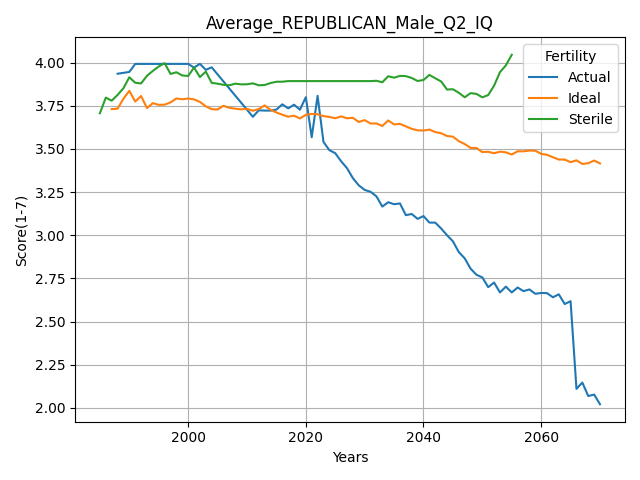 Average_REPUBLICAN_Male_Q2_IQ
Fertility
Actual
Ideal
Sterile
Score(1-7)
4.00
3.75
3.50
3.25
3.00
2.75
2.50
2.25
2.00
2000
2020
2040
2060
Years